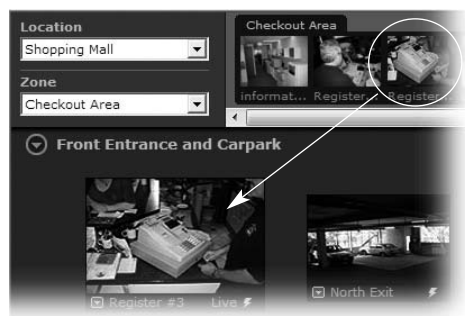 Location
Shopping Mall
Zone
Checkout Area
Checkout Area
informat...
Register...
Register...
Front Entrance and Carpark
Register #3 Live
North Exit